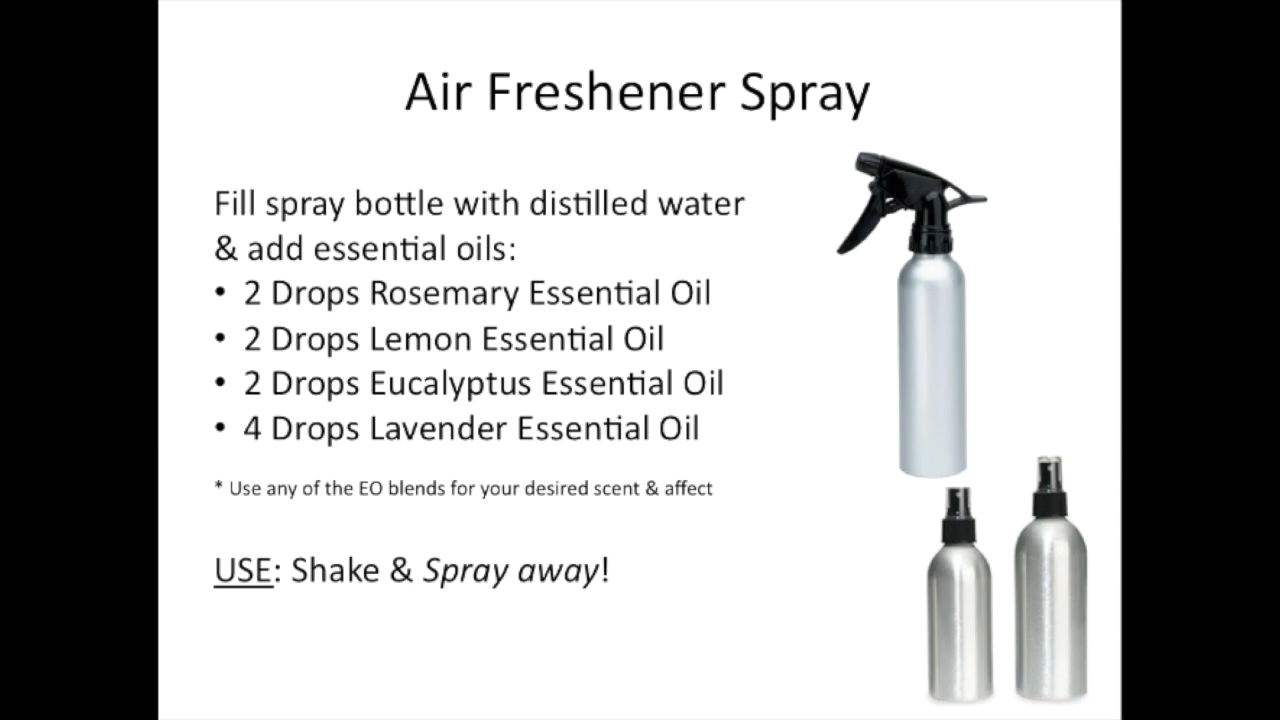 Air Freshener Spray
Fill spray bottle with distilled water
& add essential oils:
• 2 Drops Rosemary Essential Oil
• 2 Drops Lemon Essential Oil
• 2 Drops Eucalyptus Essential Oil
• 4 Drops Lavender Essential Oil
* Use any of the EO blends for your desired scent & affect
USE: Shake & Spray away!